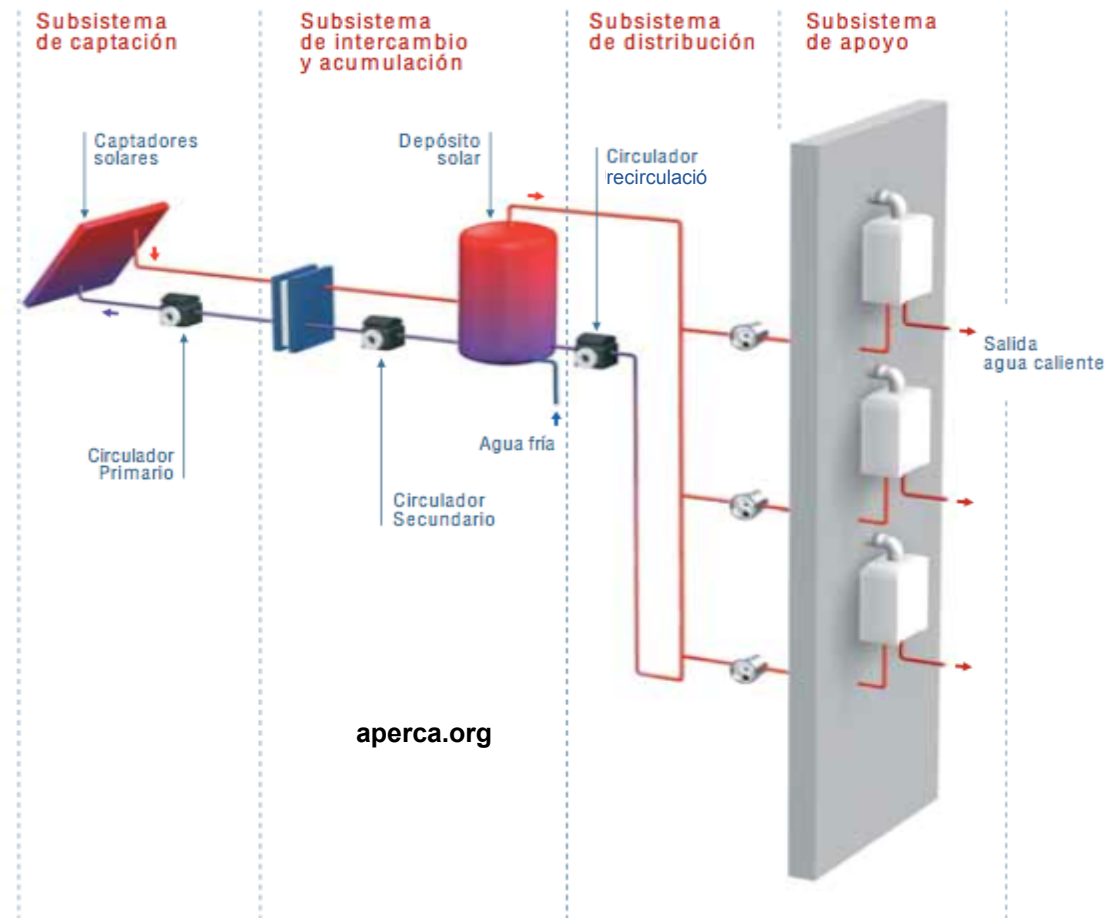 Subsistema
de captación
Subsistema
de intercambio
y acumulación
Subsistema
de distribución
Subsistema
de apoyo
Captadores
solares
Depósito
solar
Circulador
recirculació
Salida
agua caliente
Agua fría
Circulador
Primario
Circulador
Secundario
aperca.org